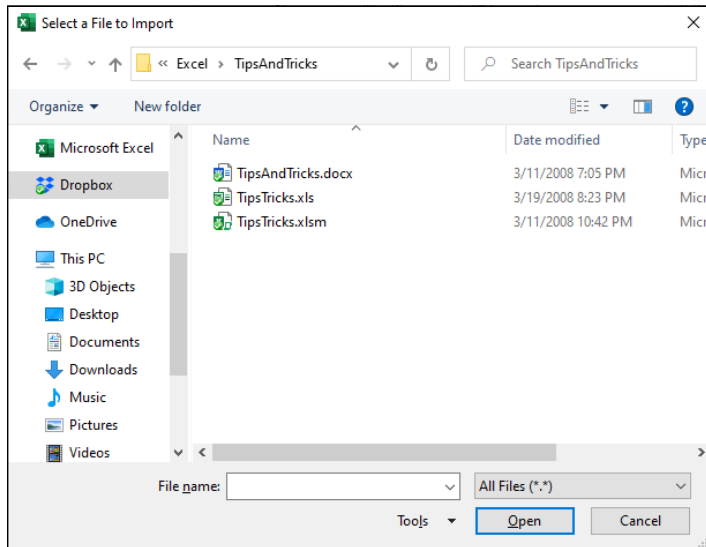 Select a File to Import
« Excel > TipsAndTricks
Search TipsAndTricks
Organize
New folder
Name
Date modified
Type
Microsoft Excel
Dropbox
OneDrive
This PC
3D Objects
Desktop
Documents
Downloads
Music
Pictures
Videos
TipsAndTricks.docx 3/11/2008 7:05 PM Micr
TipsTricks.xls 3/19/2008 8:23 PM Micr
TipsTricks.xlsm 3/11/2008 10:42 PM Micr
File name:
All Files (*.*)
Tools
Open
Cancel